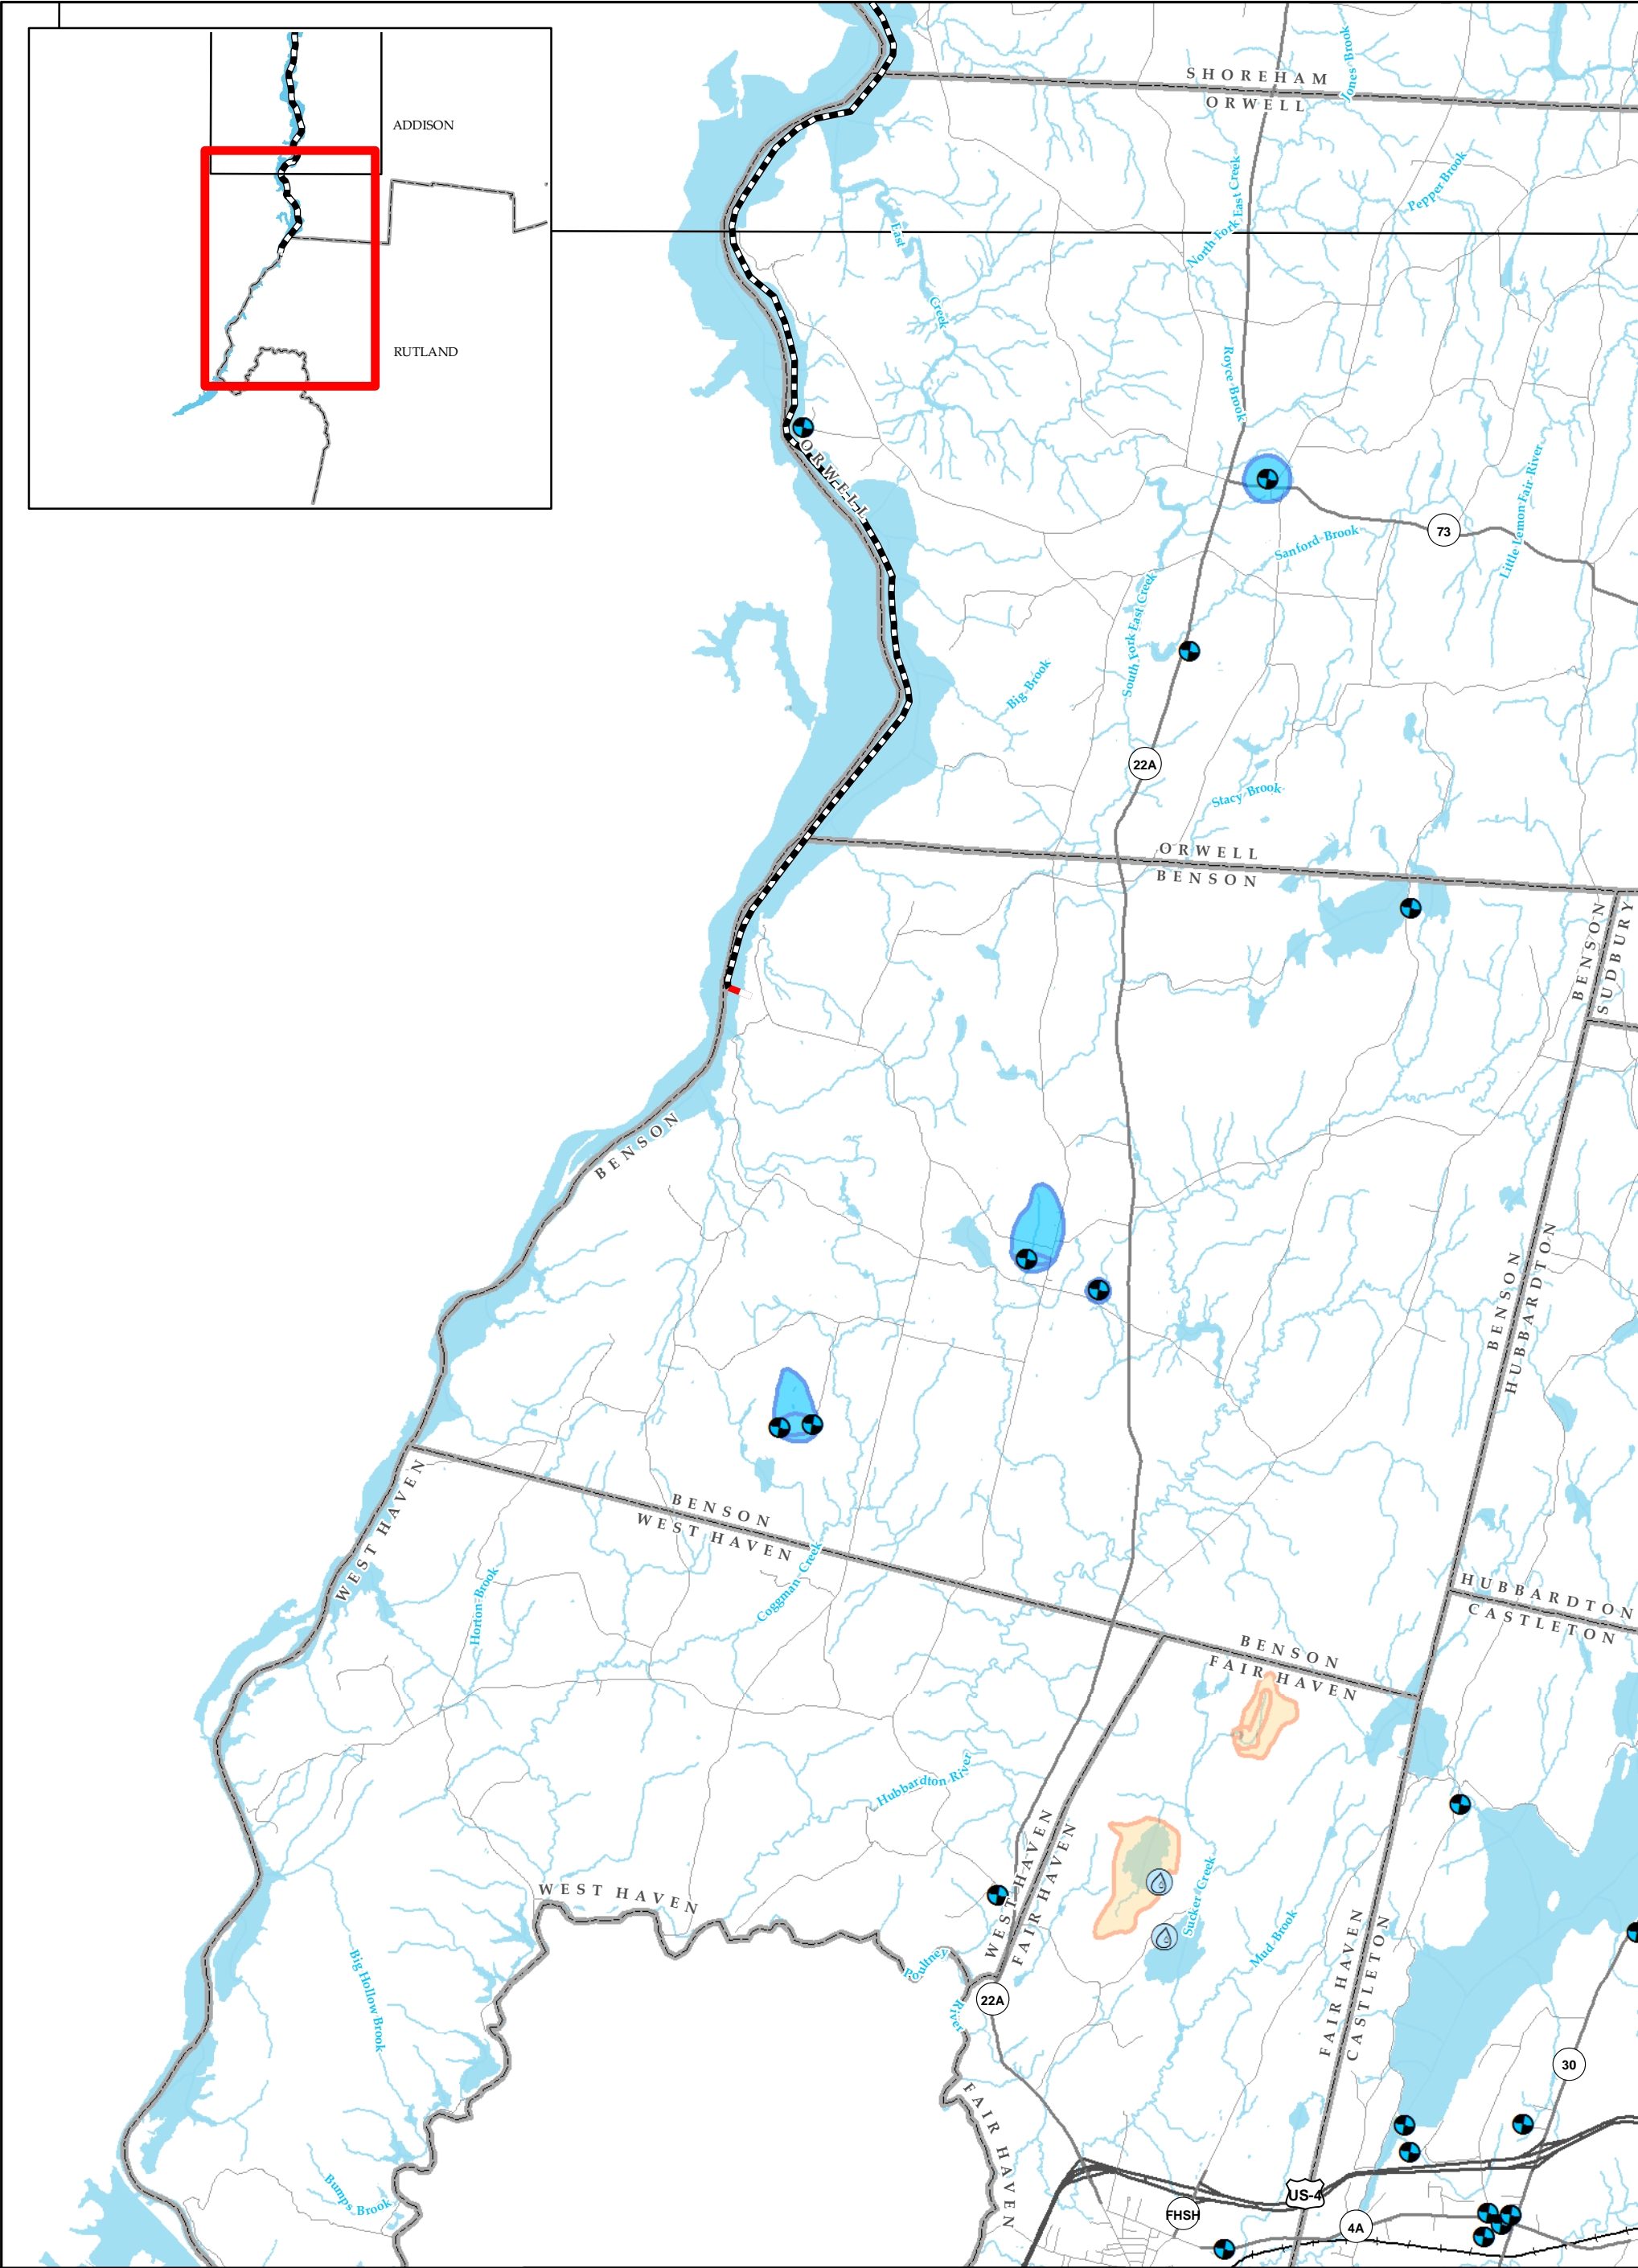 ADDISON
RUTLAND
SHOREHAM
ORWELL
Jones Brook
North Fork East Creek
Pepper Brook
East
Creek
Royce Brook
ORWELL
73
Little Lemon Fair River
Sanford Brook
South Fork East Creek
Big Brook
22A
Stacy Brook
ORWELL
BENSON
BENSON
SUDBURY
BENSON
BENSON
HUBBARDTON
BENSON
WEST HAVEN
WEST HAVEN
Coggman Creek
Horton Brook
HUBBARDTON
CASTLETON
BENSON
FAIR HAVEN
Hubbardton River
WEST HAVEN
FAIR HAVEN
Sucker Creek
Mud Brook
WEST HAVEN
Poultney
River
22A
Big Hollow Brook
FAIR HAVEN
CASTLETON
30
FAIR HAVEN
Bumps Brook
US-4
FHSH
4A